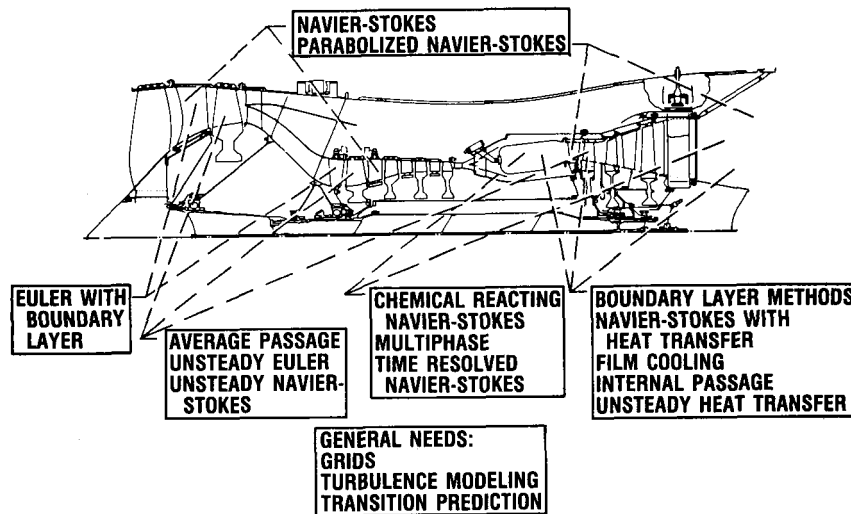 NAVIER-STOKES
PARABOLIZED NAVIER-STOKES
EULER WITH
BOUNDARY
LAYER
AVERAGE PASSAGE
UNSTEADY EULER
UNSTEADY NAVIER-
STOKES
CHEMICAL REACTING
NAVIER-STOKES
MULTIPHASE
TIME RESOLVED
NAVIER-STOKES
BOUNDARY LAYER METHODS
NAVIER-STOKES WITH
HEAT TRANSFER
FILM COOLING
INTERNAL PASSAGE
UNSTEADY HEAT TRANSFER
GENERAL NEEDS:
GRIDS
TURBULENCE MODELING
TRANSITION PREDICTION